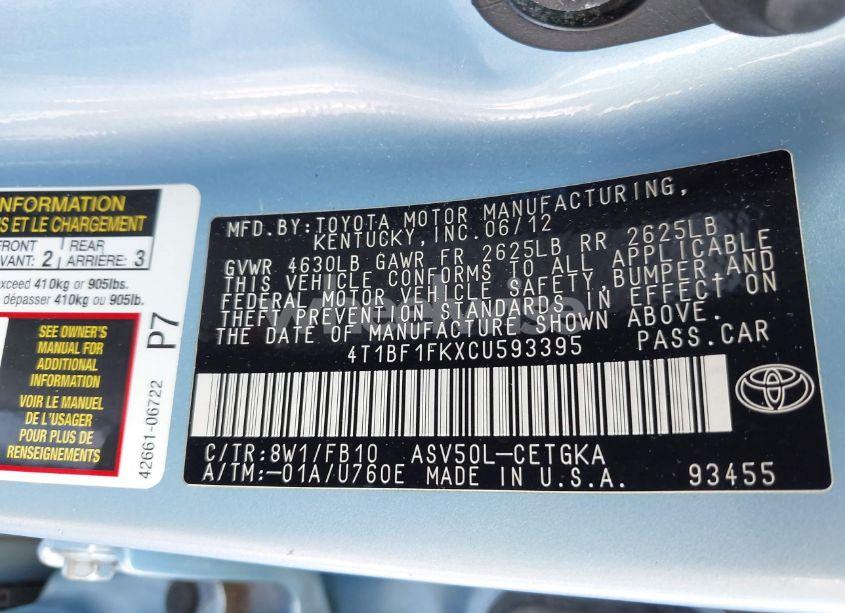 INFORMATION
S ET LE CHARGEMENT
FRONT
VANT: 2
REAR
ARRIÈRE: 3
xceed 410kg or 905lbs.
dépasser 410kg ou 905lb.
SEE OWNER'S
MANUAL FOR
ADDITIONAL
INFORMATION
VOIR LE MANUEL
DE L'USAGER
POUR PLUS DE
RENSEIGNEMENTS
P7
42661-06722
MFD.BY: TOYOTA MOTOR MANUFACTURING,
KENTUCKY, INC. 06/12
GVWR 4630LB GAWR FR 2625LB RR 2625LB
THIS VEHICLE CONFORMS TO ALL APPLICABLE
FEDERAL MOTOR VEHICLE SAFETY, BUMPER, AND
THEFT PREVENTION STANDARDS IN EFFECT ON
THE DATE OF MANUFACTURE SHOWN ABOVE.
4T1BF1FKXCU593395 PASS.CAR
C/TR:8W1/FB10 ASV50L-CETGKA
A/TM:-01A/U760E MADE IN U.S.A. 93455